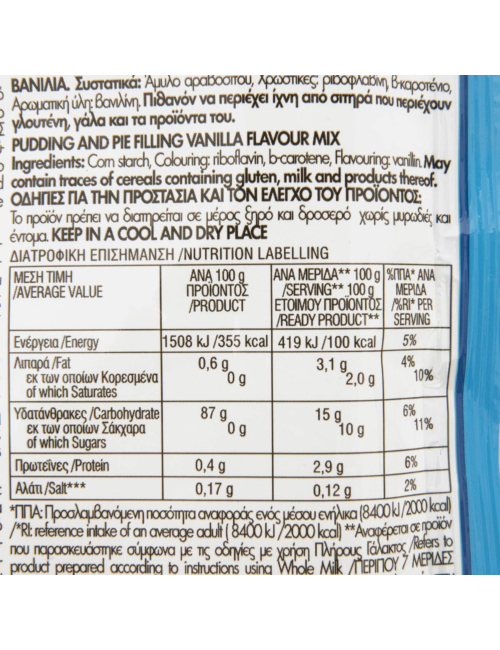 ΒΑΝΙΛΙΑ. Συσταтικά: Άμυλο αραβοσίτου, Χρωστικές: ριβοφλαβίνη, Β-καροτένιο,
Αρωματική ύλη: Βανιλίνη. Πιθανόν να περιέχει ίχνη από σιτηρά που περιέχουν
γλουτένη, γάλα και τα προϊόντα του.
PUDDING AND PIE FILLING VANILLA FLAVOUR MIX
Ingredients: Corn starch, Colouring: riboflavin, b-carotene, Flavouring: vanillin. May
contain traces of cereals containing gluten, milk and products thereof.
ΟΔΗΓΙΕΣ ΓΙΑ ΤΗΝ ΠΡΟΣΤΑΣΙΑ ΚΑΙ ΤΟΝ ΕΛΕΓΧΟ ΤΟΥ ΠΡΟΪΟΝΤΟΣ:
Το προϊόν πρέπει να διατηρείται σε μέρος ξηρό και δροσερό χωρίς μυρωδιές και
έντομα. KEEP IN A COOL AND DRY PLACE
ΔΙΑΤΡΟΦΙΚΗ ΕΠΙΣΗΜΑΝΣΗ /NUTRITION LABELLING
ΜΕΣΗ ΤΙΜΗ /AVERAGE VALUE
ΑΝΑ 100 g ΠΡΟΪΟΝΤΟΣ /PRODUCT
ΑΝΑ ΜΕΡΙΔΑ** 100 g /SERVING** 100 g ΕΤΟΙΜΟΥ ΠΡΟΪΟΝΤΟΣ /READY PRODUCT**
%ΠΠΑ* ΑΝΑ ΜΕΡΙΔΑ /%RI* PER SERVING
Ενέργεια /Energy 1508 kJ /355 kcal 419 kJ /100 kcal 5%
Λιπαρά /Fat 0,6 g 3,1 g 4%
εκ των οποίων Κορεσμένα 0 g 2,0 g 10%
of which Saturates
Υδατάνθρακες /Carbohydrate 87 g 15 g 6%
εκ των οποίων Σάκχαρα 0 g 10 g 11%
of which Sugars
Πρωτεΐνες /Protein 0,4 g 2,9 g 6%
Αλάτι /Salt*** 0,17 g 0,12 g 2%
*ΠΠΑ: Προσλαμβανόμενη ποσότητα αναφοράς ενός μέσου ενήλικα (8400 kJ /2000 kcal)
/*RI: reference intake of an average adult ( 8400 kJ /2000 kcal) **Αναφέρεται σε προϊόν
που παρασκευάστηκε σύμφωνα με τις οδηγίες με χρήση Πλήρους Γάλακτος /Refers to
product prepared according to instructions using Whole Milk /ΠΕΡΙΠΟΥ 7 ΜΕΡΙΔΕΣ